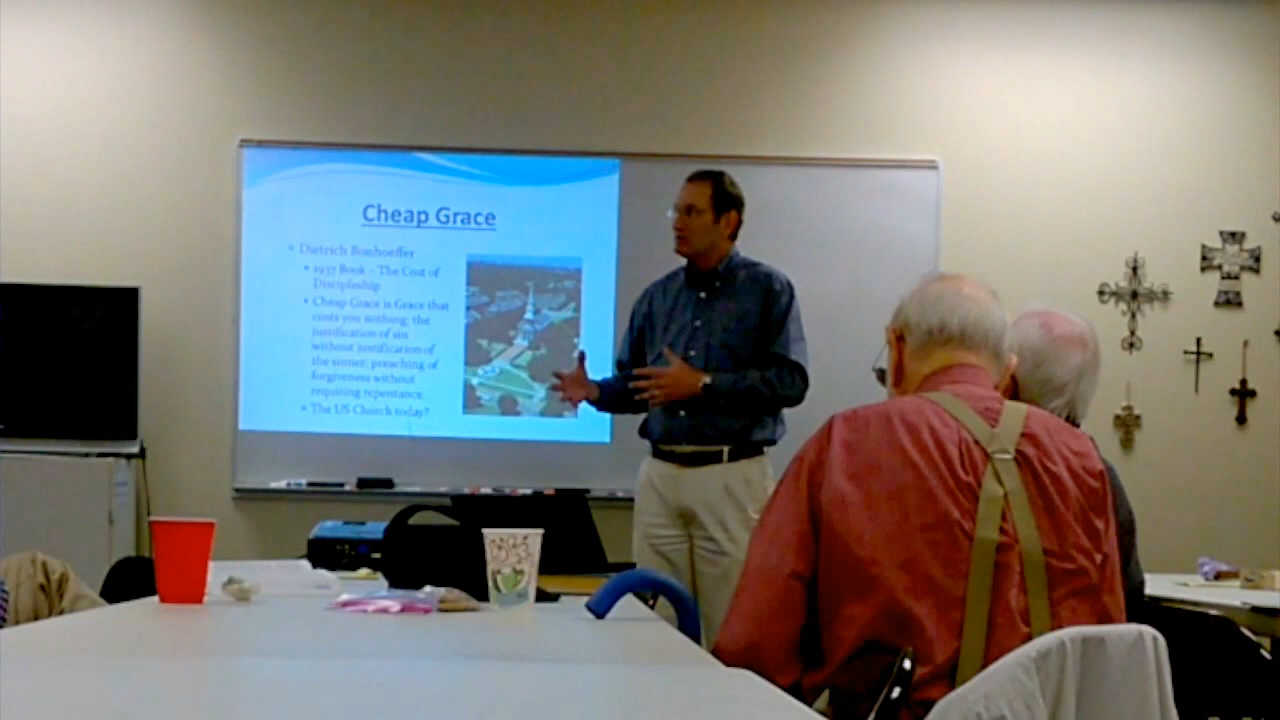 Cheap Grace
• Dietrich Bonhoeffer
• 1937 Book – The Cost of
Discipleship
• Cheap Grace is Grace that
costs you nothing; the
justification of sin
without justification of
the sinner; preaching of
forgiveness without
requiring repentance.
• The US Church today?